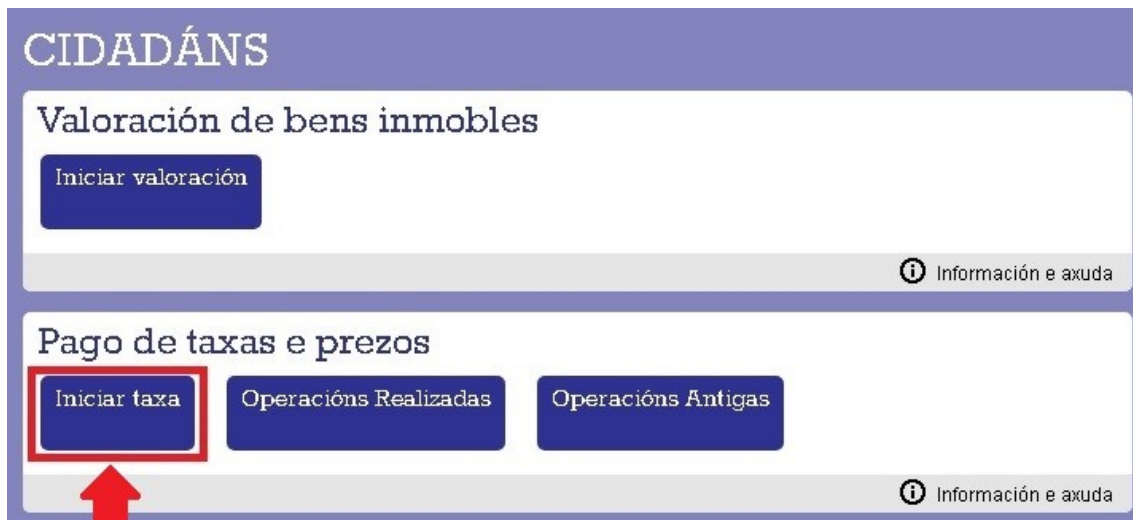 CIDADÁNS
Valoración de bens inmobles
Iniciar valoración
Información e axuda
Pago de taxas e prezos
Iniciar taxa
Operacións Realizadas
Operacións Antigas
Información e axuda